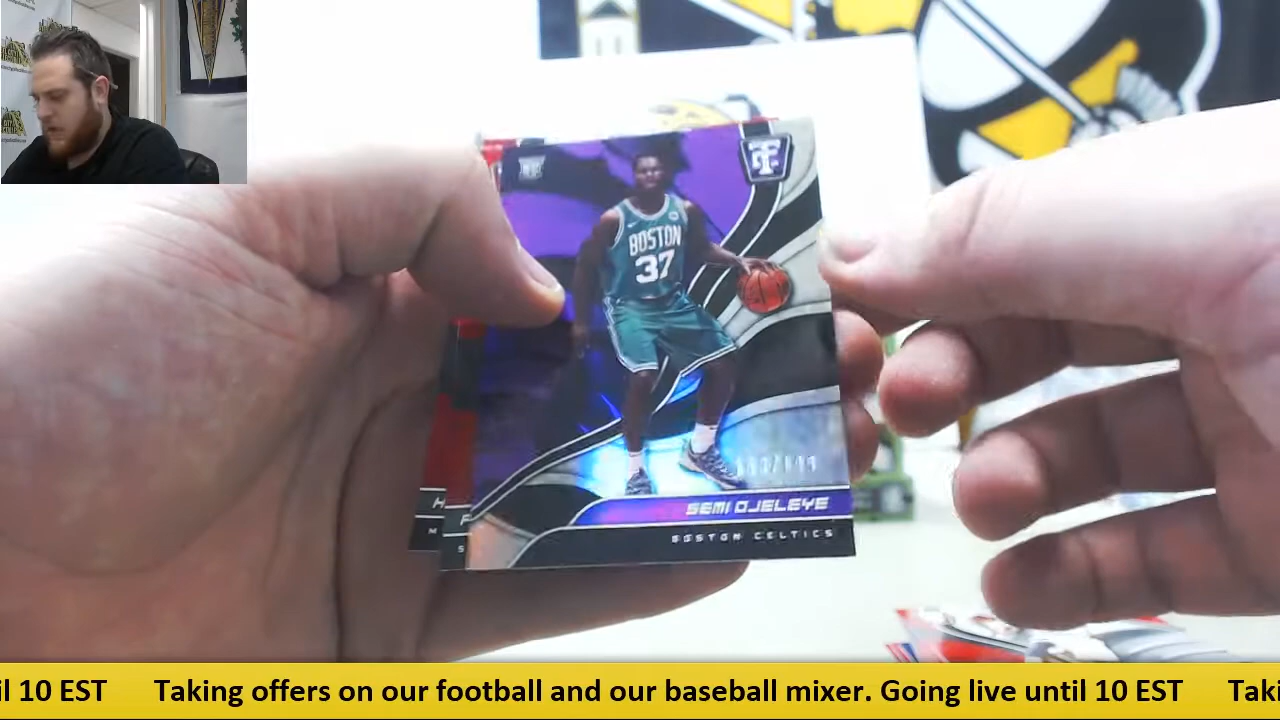 BOSTON
37
SEMI OJELEYE
BOSTON CELTICS
il 10 EST Taking offers on our football and our baseball mixer. Going live until 10 EST Taki